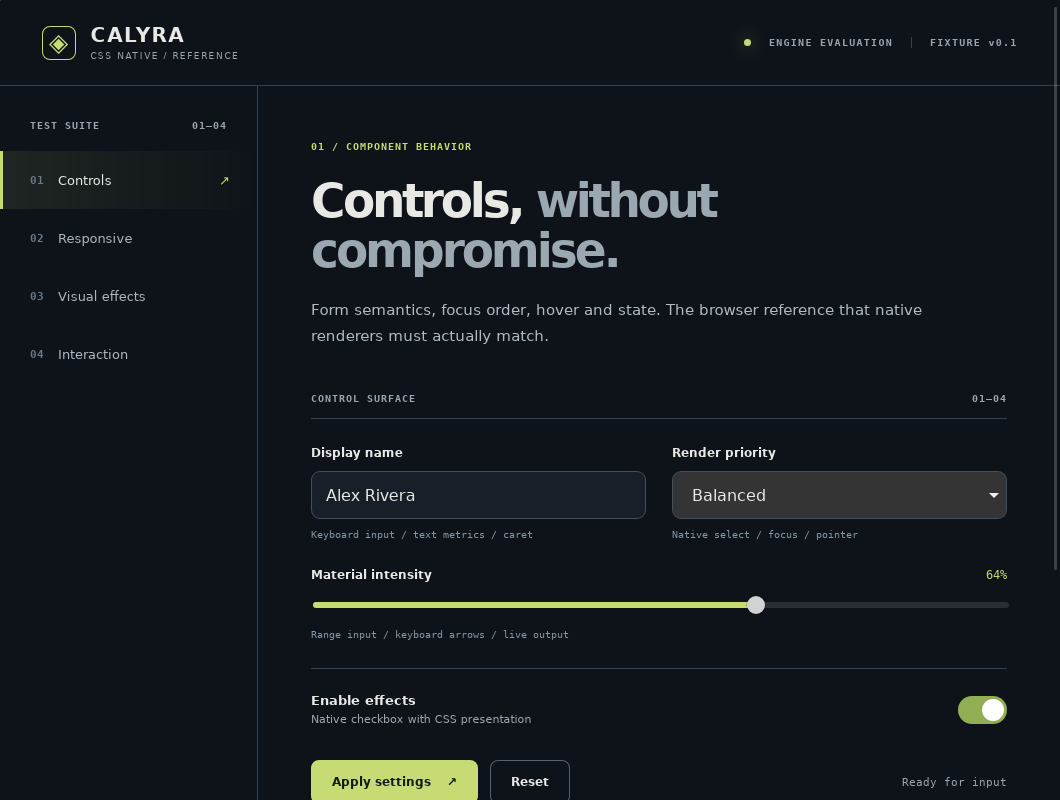 CALYRA
CSS NATIVE / REFERENCE
ENGINE EVALUATION
FIXTURE v0.1
TEST SUITE 01—04
01 Controls ↗
02 Responsive
03 Visual effects
04 Interaction
01 / COMPONENT BEHAVIOR
Controls, without
compromise.
Form semantics, focus order, hover and state. The browser reference that native
renderers must actually match.
CONTROL SURFACE 01—04
Display name
Alex Rivera
Keyboard input / text metrics / caret
Render priority
Balanced
Native select / focus / pointer
Material intensity 64%
Range input / keyboard arrows / live output
Enable effects
Native checkbox with CSS presentation
Apply settings ↗
Reset
Ready for input